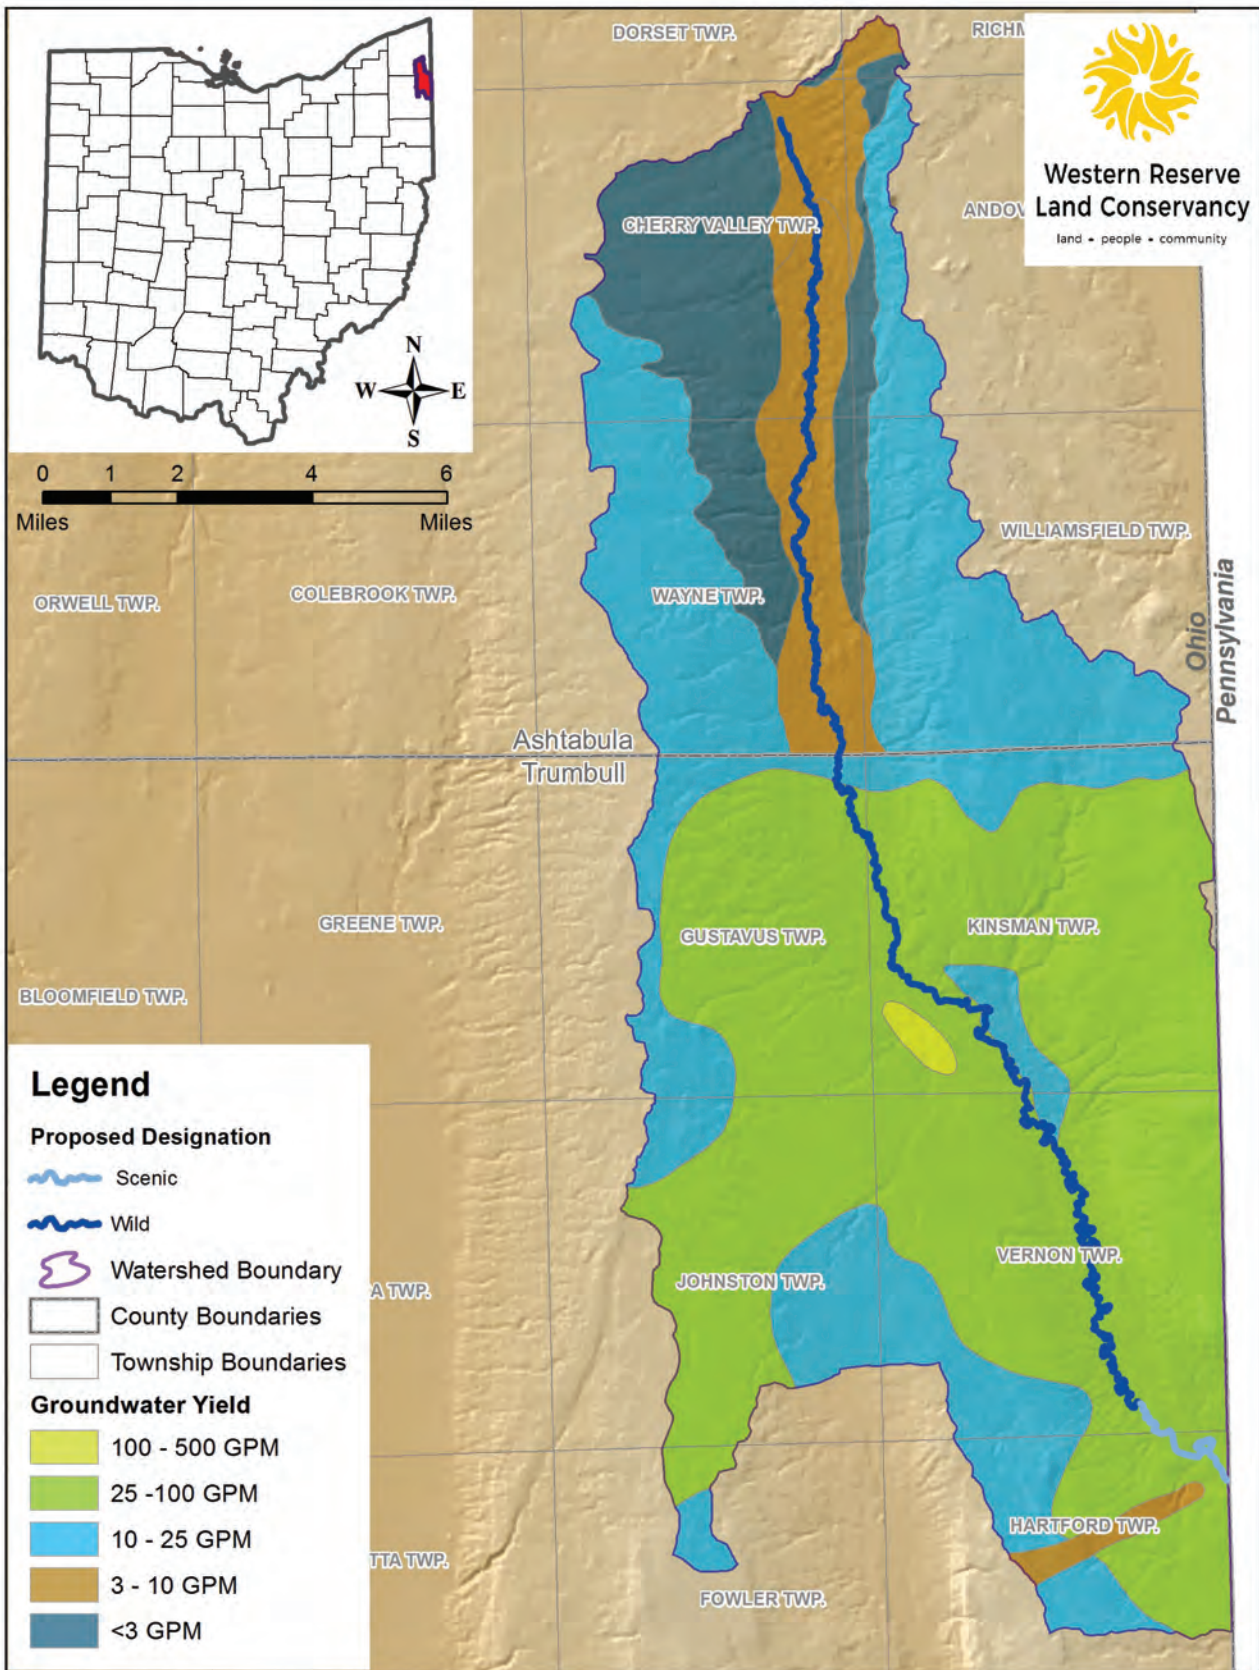 DORSET TWP.
RICHM
Western Reserve
Land Conservancy
land • people • community
CHERRY VALLEY TWP.
ANDOV
N
W E
S
0 1 2 4 6
Miles Miles
WILLIAMSFIELD TWP.
ORWELL TWP.
COLEBROOK TWP.
WAYNE TWP.
Ohio
Pennsylvania
Ashtabula
Trumbull
GREENE TWP.
GUSTAVUS TWP.
KINSMAN TWP.
BLOOMFIELD TWP.
Legend
Proposed Designation
Scenic
Wild
Watershed Boundary
County Boundaries
Township Boundaries
Groundwater Yield
100 - 500 GPM
25 -100 GPM
10 - 25 GPM
3 - 10 GPM
<3 GPM
A TWP.
JOHNSTON TWP.
VERNON TWP.
TTA TWP.
HARTFORD TWP.
FOWLER TWP.